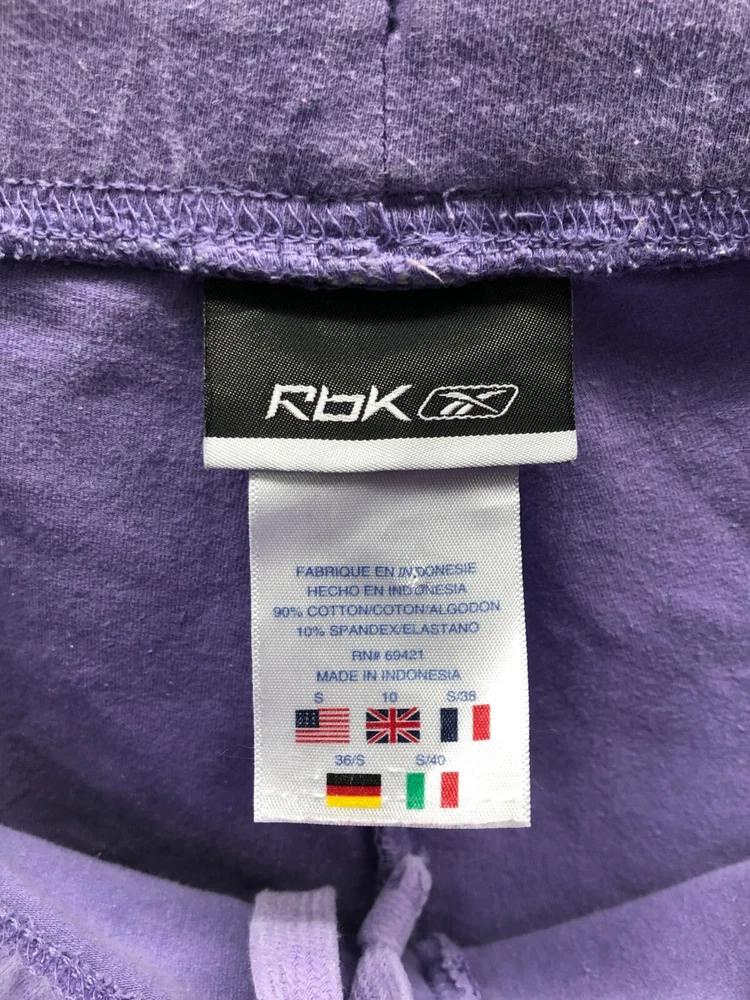 RbK
FABRIQUE EN INDONESIE
HECHO EN INDONESIA
90% COTTON/COTON/ALGODON
10% SPANDEX/ELASTANO
RN# 69421
MADE IN INDONESIA
S 10 S/38
36/S S/40